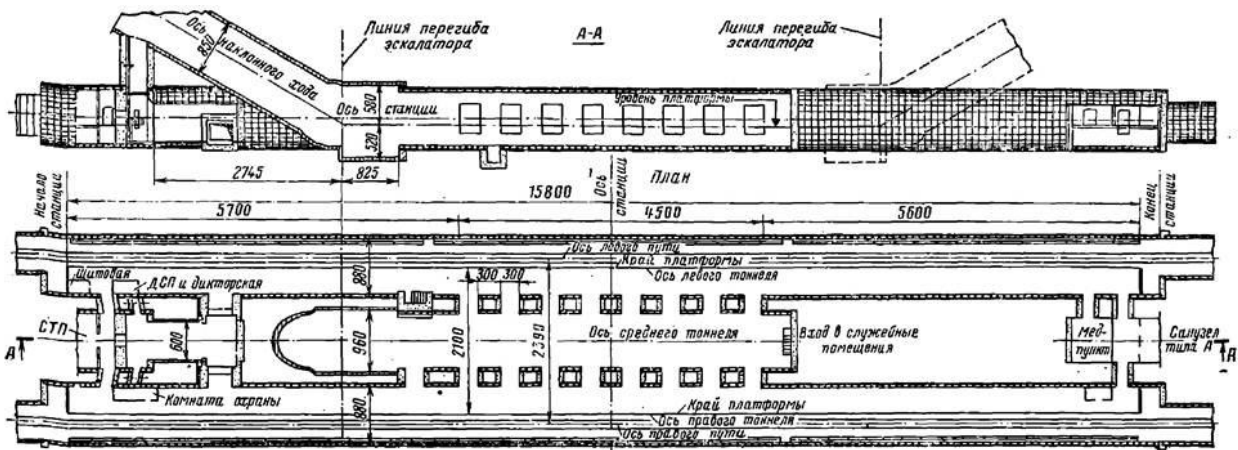 Линия перегиба
эскалатора
А-А
Линия перегиба
эскалатора
Ось
наклонного хода
850
Ось станции
580
520
Уровень платформы
2745
825
Ось
станции
План
Начало
станции
15800
Конец
станции
5700
4500
5600
Ось левого пути
Край платформы
Ось левого тоннеля
Щитовая
ДСП и дикторская
880
300
300
СТП
600
960
2100
2390
Ось среднего тоннеля
Вход в служебные
помещения
Мед-
пункт
Санузел
типа А
А
А
Комната охраны
880
Край платформы
Ось правого тоннеля
Ось правого пути